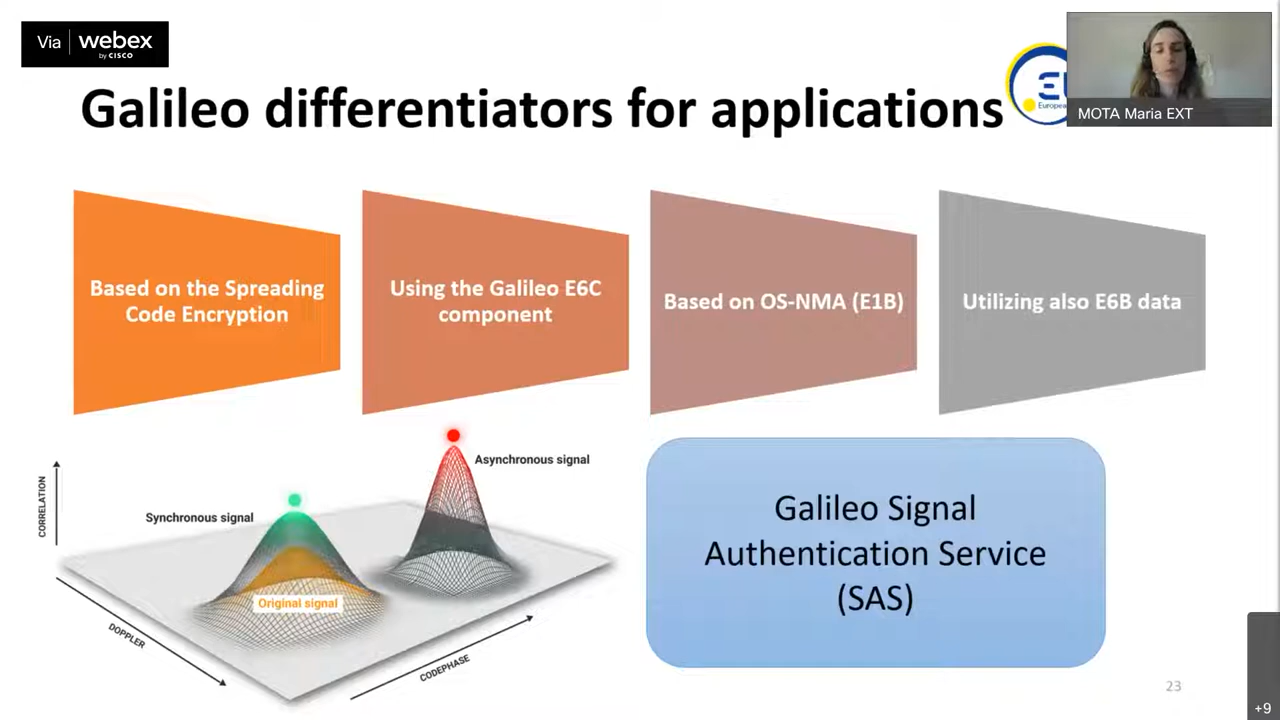 Via webex
by CISCO
Galileo differentiators for applications
Europea
MOTA Maria EXT
Based on the Spreading
Code Encryption
Using the Galileo E6C
component
Based on OS-NMA (E1B)
Utilizing also E6B data
CORRELATION
Synchronous signal
Asynchronous signal
Original signal
DOPPLER
CODEPHASE
Galileo Signal
Authentication Service
(SAS)
23
+9